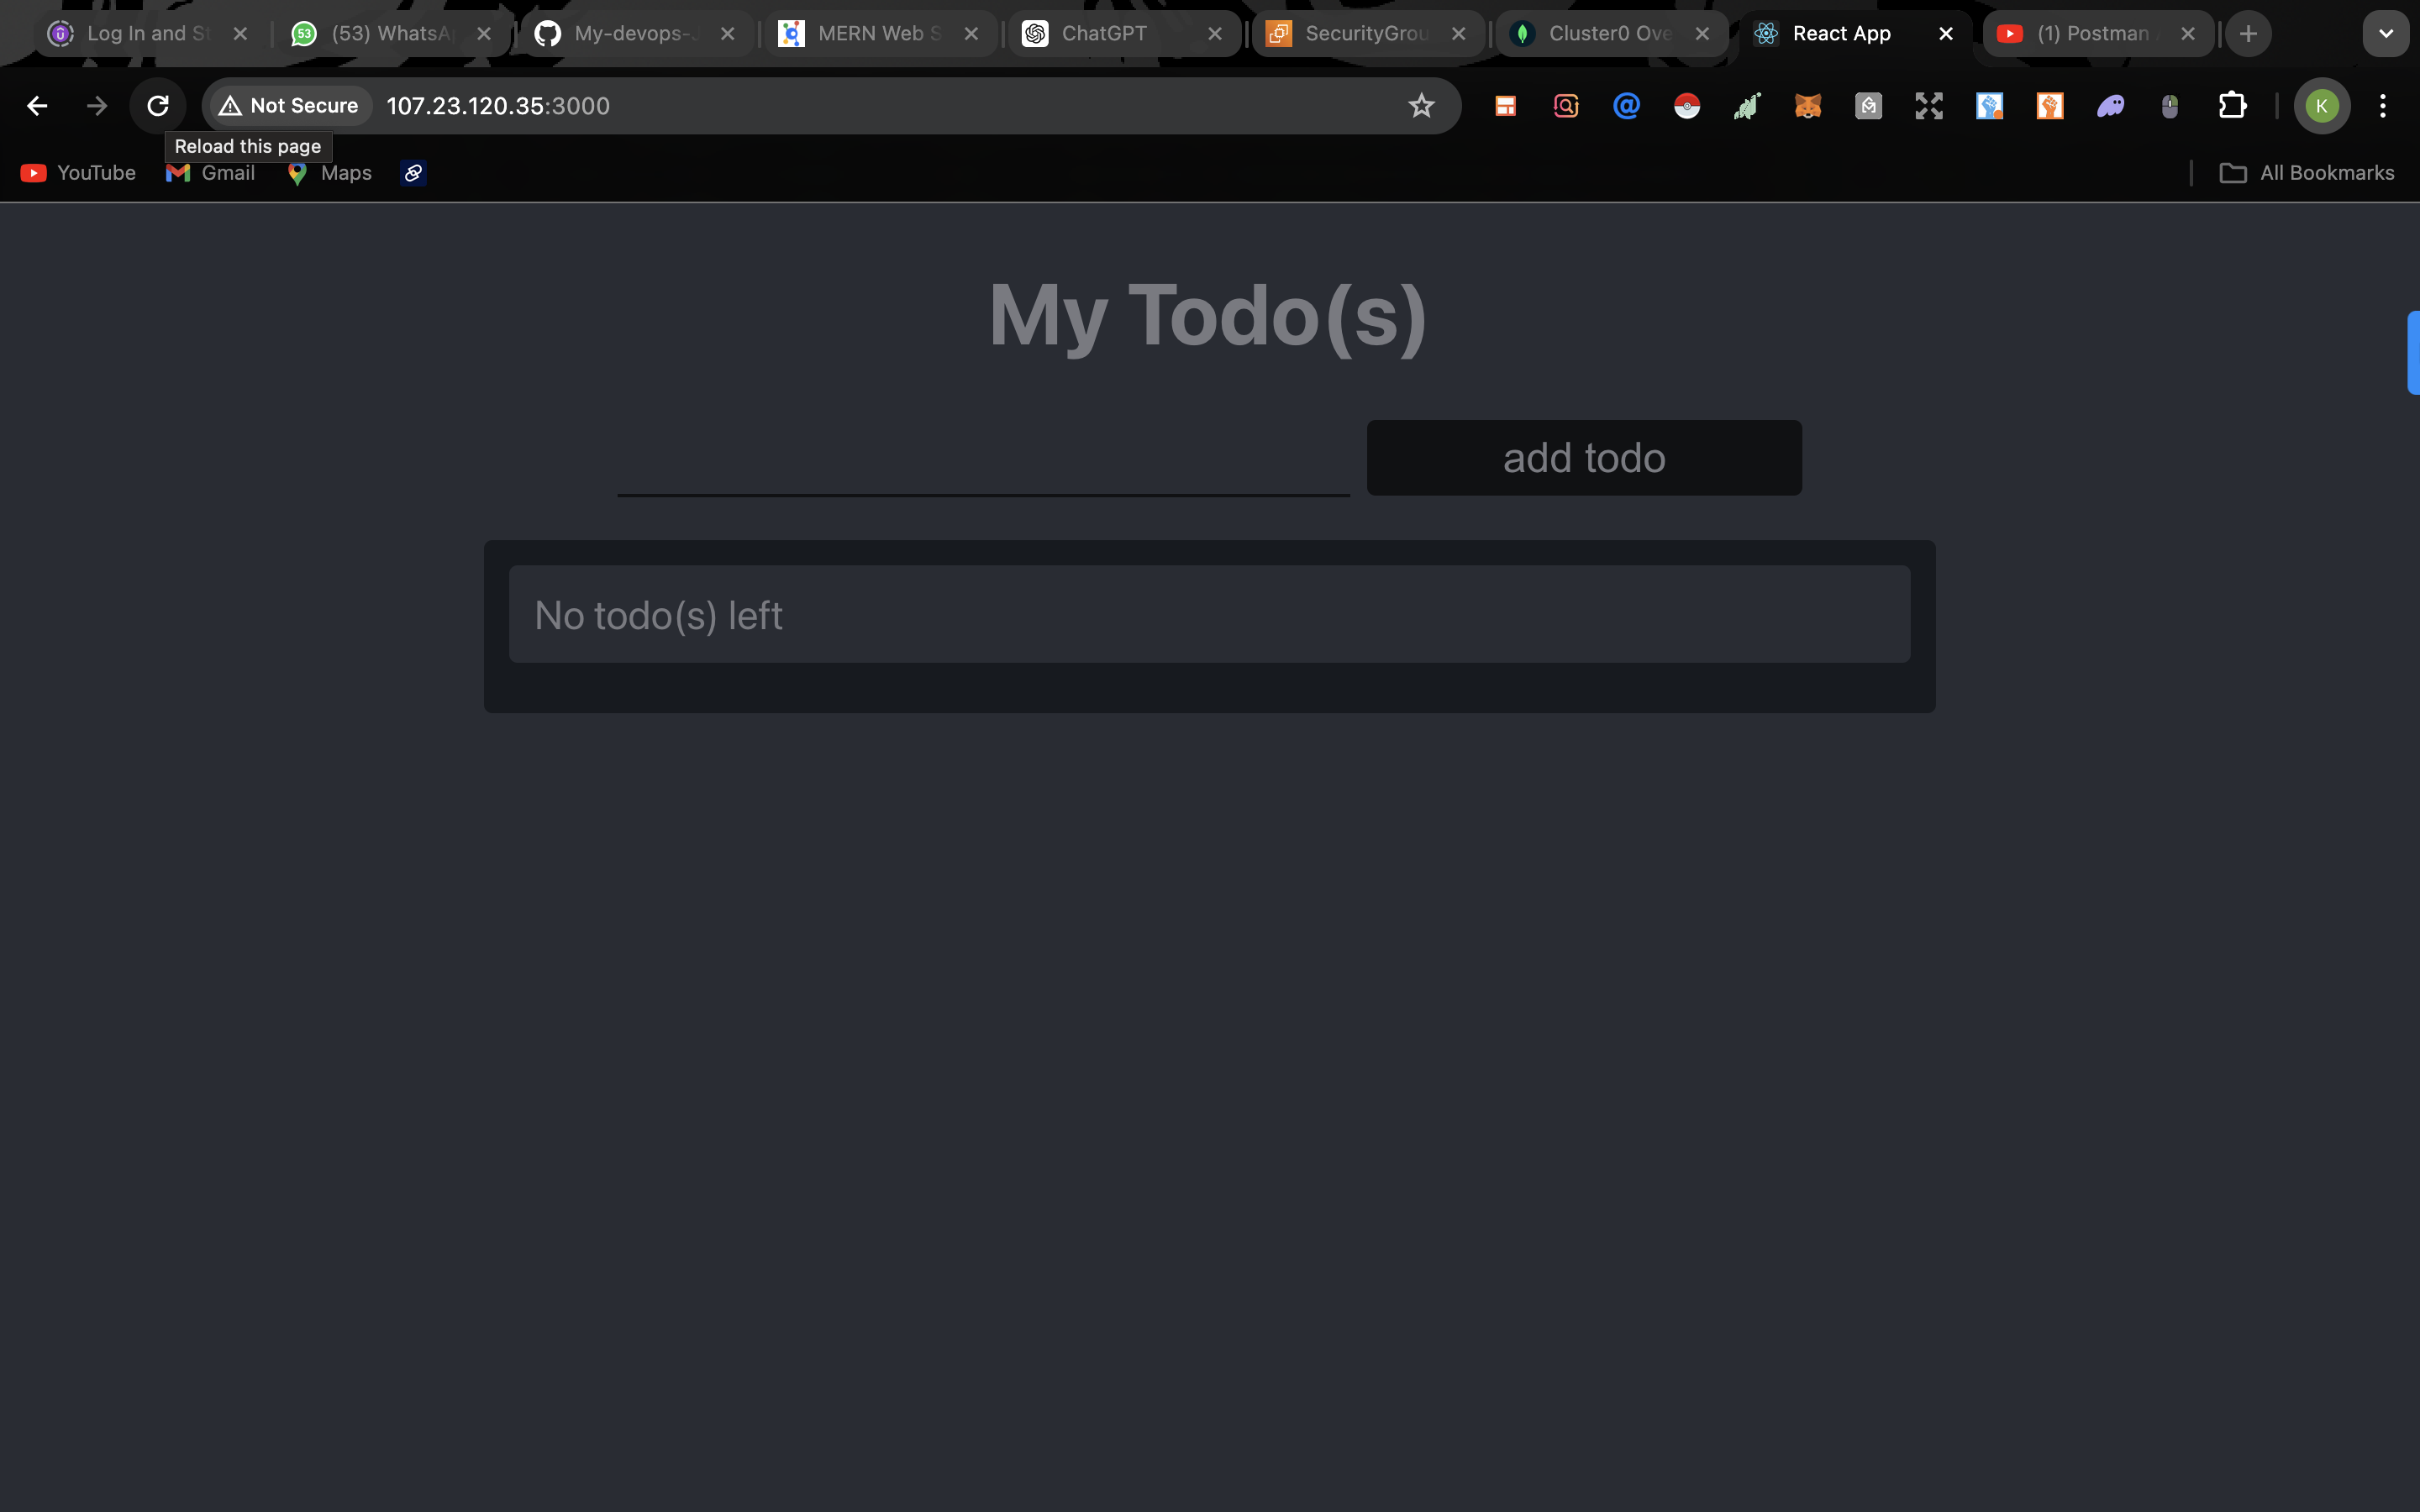 Log In and St
53 (53) WhatsAp
My-devops-J
MERN Web S
ChatGPT
SecurityGrou
Cluster0 Ove
React App
(1) Postman A
Not Secure 107.23.120.35:3000
K
Reload this page
YouTube Gmail Maps
All Bookmarks
My Todo(s)
add todo
No todo(s) left